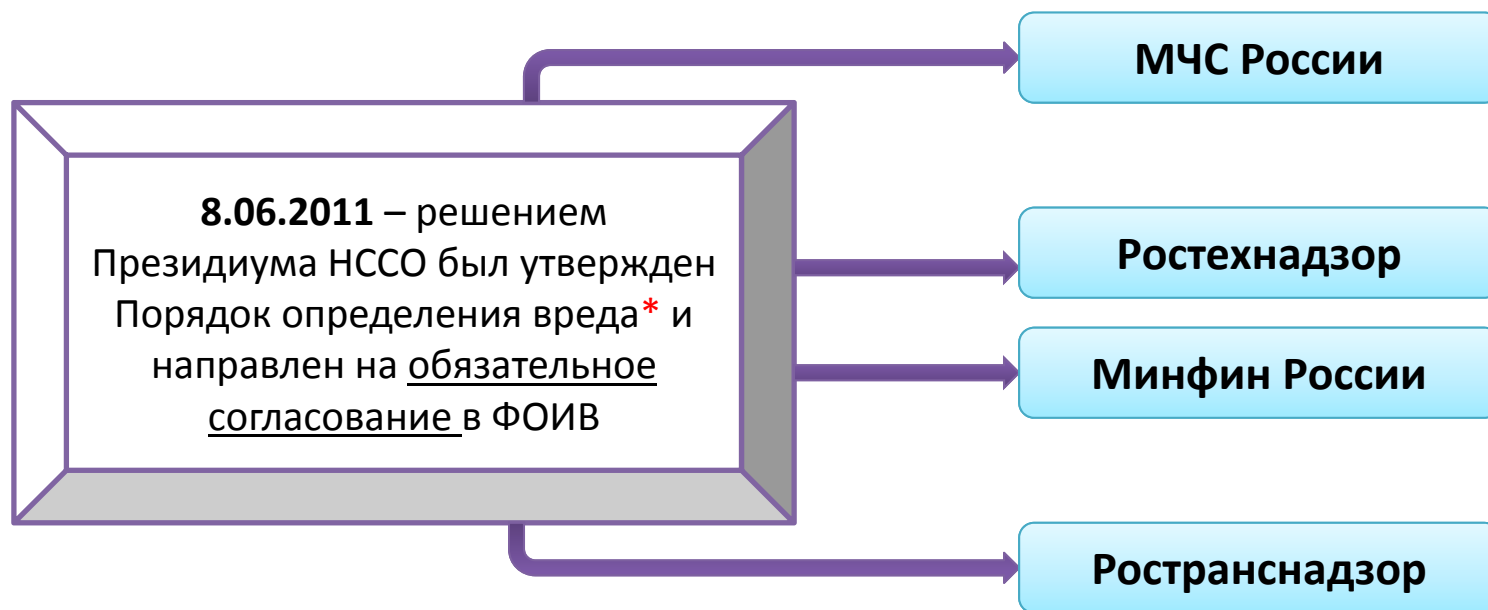 МЧС России
8.06.2011 – решением
Президиума НССО был утвержден
Порядок определения вреда* и
направлен на обязательное
согласование в ФОИВ
Ростехнадзор
Минфин России
Ространснадзор